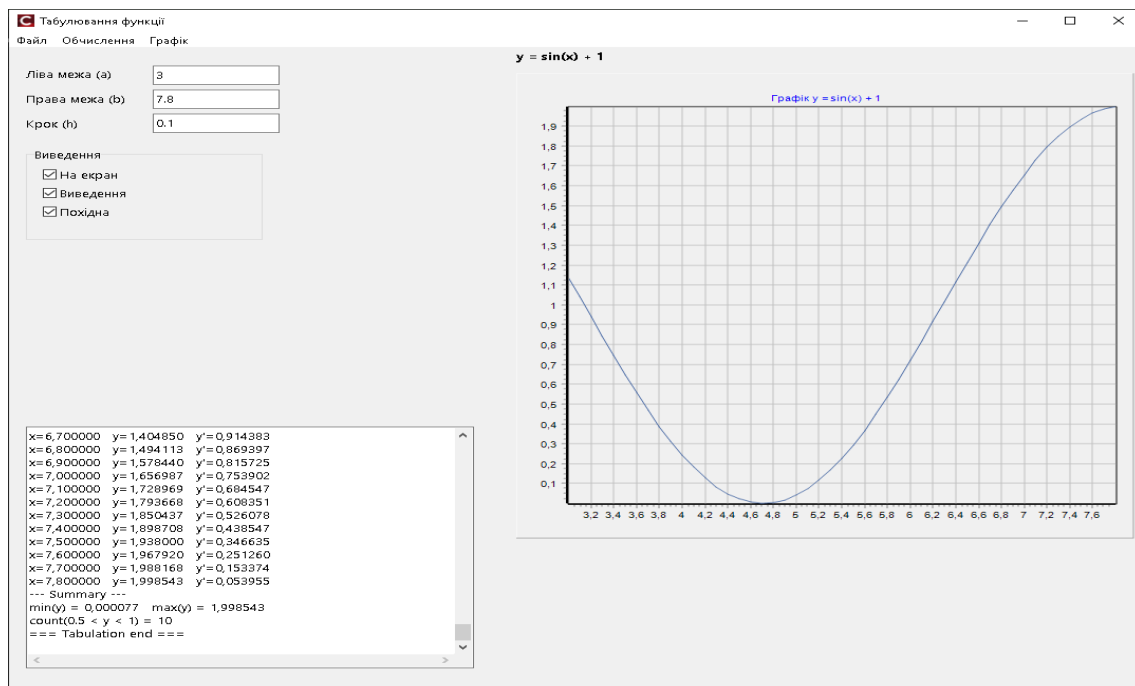 Табулювання функції
Файл Обчислення Графік
Ліва межа (a) 3
Права межа (b) 7.8
Крок (h) 0.1
Виведення
На екран
Виведення
Похідна
x=6,700000 y=1,404850 y'=0,914383
x=6,800000 y=1,494113 y'=0,869397
x=6,900000 y=1,578440 y'=0,815725
x=7,000000 y=1,656987 y'=0,753902
x=7,100000 y=1,728969 y'=0,684547
x=7,200000 y=1,793668 y'=0,608351
x=7,300000 y=1,850437 y'=0,526078
x=7,400000 y=1,898708 y'=0,438547
x=7,500000 y=1,938000 y'=0,346635
x=7,600000 y=1,967920 y'=0,251260
x=7,700000 y=1,988168 y'=0,153374
x=7,800000 y=1,998543 y'=0,053955
--- Summary ---
min(y) = 0,000077 max(y) = 1,998543
count(0.5 < y < 1) = 10
=== Tabulation end ===
y = sin(x) + 1
Графік y = sin(x) + 1
1,9
1,8
1,7
1,6
1,5
1,4
1,3
1,2
1,1
1
0,9
0,8
0,7
0,6
0,5
0,4
0,3
0,2
0,1
3,2 3,4 3,6 3,8 4 4,2 4,4 4,6 4,8 5 5,2 5,4 5,6 5,8 6 6,2 6,4 6,6 6,8 7 7,2 7,4 7,6